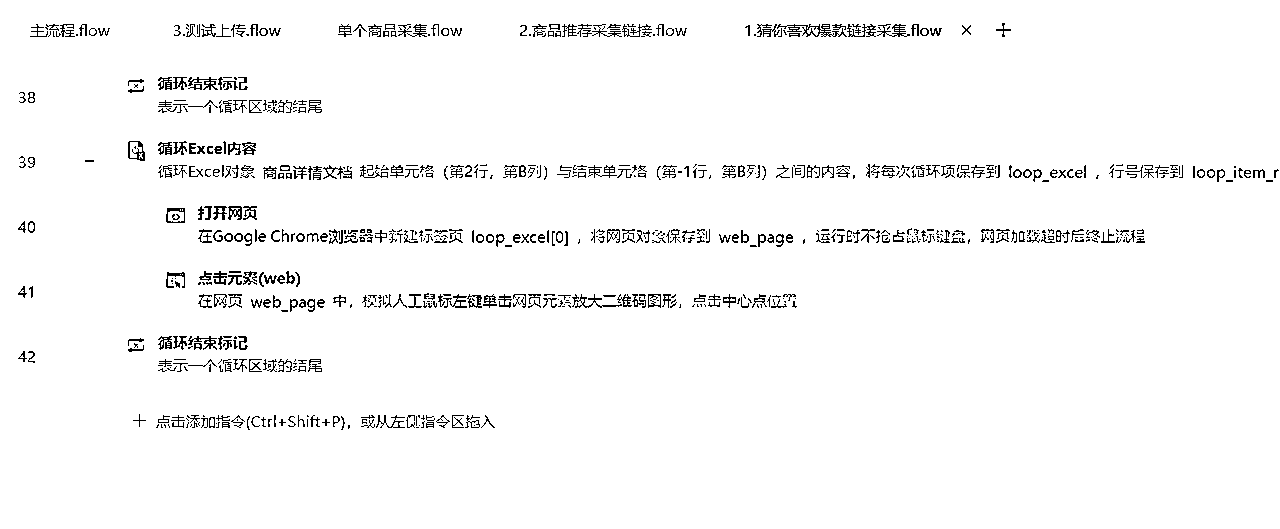 主流程.flow 3.测试上传.flow 单个商品采集.flow 2.商品推荐采集链接.flow 1.猜你喜欢爆款链接采集.flow × +
38 循环结束标记
表示一个循环区域的结尾
39 − 循环Excel内容
循环Excel对象 商品详情文档 起始单元格（第2行，第B列）与结束单元格（第-1行，第B列）之间的内容，将每次循环项保存到 loop_excel ，行号保存到 loop_item_r
40 打开网页
在Google Chrome浏览器中新建标签页 loop_excel[0] ，将网页对象保存到 web_page ，运行时不抢占鼠标键盘，网页加载超时后终止流程
41 点击元素(web)
在网页 web_page 中，模拟人工鼠标左键单击网页元素放大二维码图形，点击中心点位置
42 循环结束标记
表示一个循环区域的结尾
+ 点击添加指令(Ctrl+Shift+P)，或从左侧指令区拖入